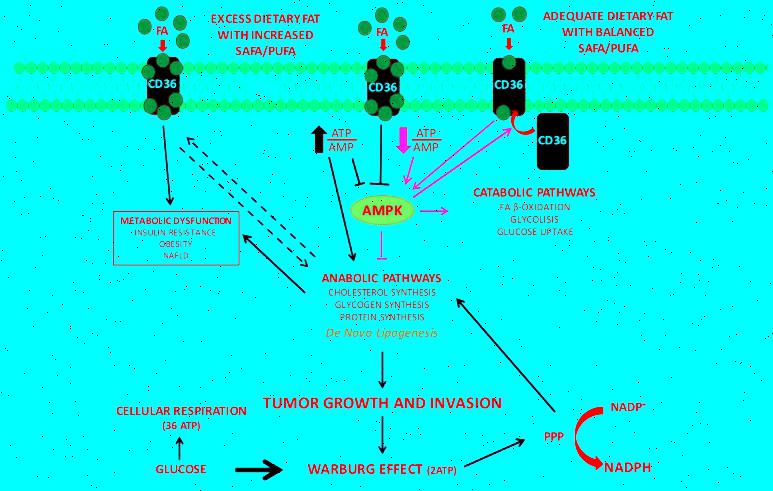 EXCESS DIETARY FAT
WITH INCREASED
SAFA/PUFA
ADEQUATE DIETARY FAT
WITH BALANCED
SAFA/PUFA
FA
FA
FA
CD36
CD36
CD36
CD36
ATP
AMP
ATP
AMP
AMPK
CATABOLIC PATHWAYS
FA β-OXIDATION
GLYCOLISIS
GLUCOSE UPTAKE
METABOLIC DYSFUNCTION
INSULIN RESISTANCE
OBESITY
NAFLD
ANABOLIC PATHWAYS
CHOLESTEROL SYNTHESIS
GLYCOGEN SYNTHESIS
PROTEIN SYNTHESIS
De Novo Lipogenesis
TUMOR GROWTH AND INVASION
CELLULAR RESPIRATION
(36 ATP)
GLUCOSE
WARBURG EFFECT (2ATP)
PPP
NADP⁺
NADPH